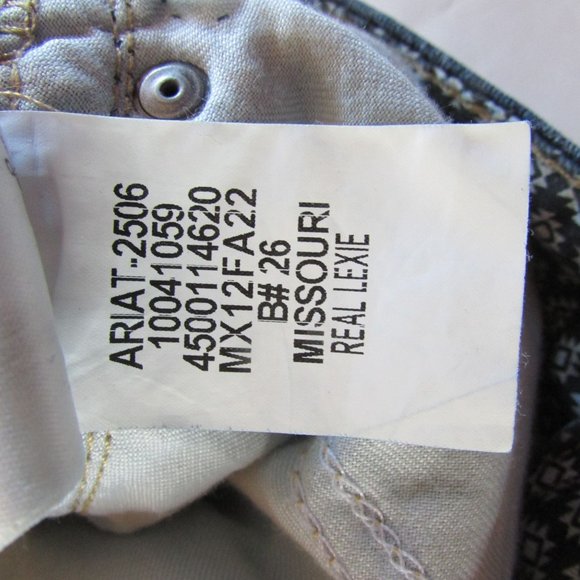 ARIAT-2506
10041059
4500114620
MX12FA22
B# 26
MISSOURI
REAL LEXIE